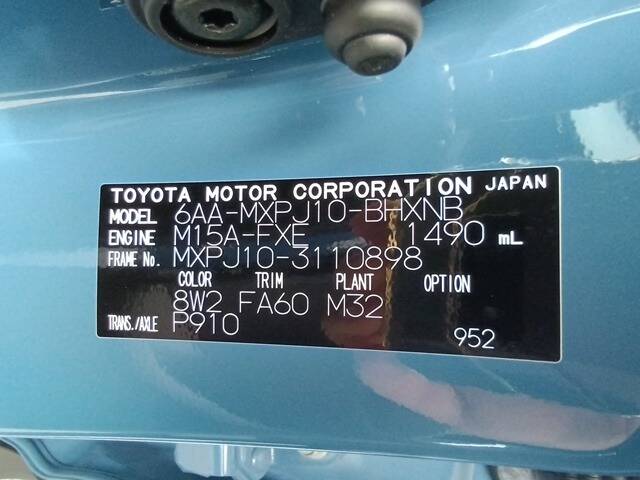 TOYOTA MOTOR CORPORATION JAPAN
MODEL 6AA-MXPJ10-BHXNB
ENGINE M15A-FXE 1490 mL
FRAME No. MXPJ10-3110898
COLOR TRIM PLANT OPTION
8W2 FA60 M32
TRANS./AXLE P910
952